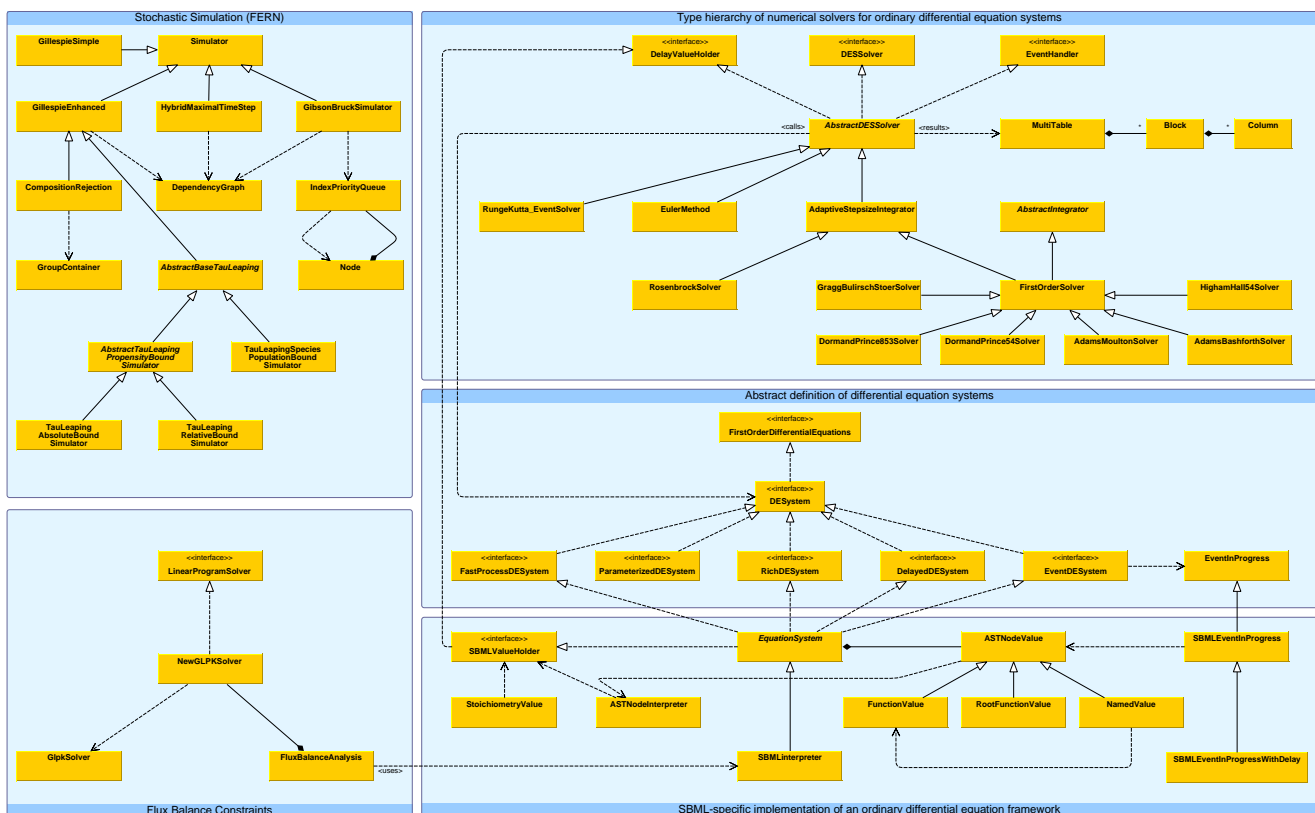 Stochastic Simulation (FERN)
GillespieSimple
Simulator
GillespieEnhanced
HybridMaximalTimeStep
GibsonBruckSimulator
CompositionRejection
DependencyGraph
IndexPriorityQueue
GroupContainer
AbstractBaseTauLeaping
Node
AbstractTauLeaping
PropensityBound
Simulator
TauLeapingSpecies
PopulationBound
Simulator
TauLeaping
AbsoluteBound
Simulator
TauLeaping
RelativeBound
Simulator
Type hierarchy of numerical solvers for ordinary differential equation systems
<<interface>>
DelayValueHolder
<<interface>>
DESSolver
<<interface>>
EventHandler
<calls>
AbstractDESSolver
<results>
MultiTable
*
Block
*
Column
RungeKutta_EventSolver
EulerMethod
AdaptiveStepsizeIntegrator
AbstractIntegrator
RosenbrockSolver
GraggBulirschStoerSolver
FirstOrderSolver
HighamHall54Solver
DormandPrince853Solver
DormandPrince54Solver
AdamsMoultonSolver
AdamsBashforthSolver
Abstract definition of differential equation systems
<<interface>>
FirstOrderDifferentialEquations
<<interface>>
DESystem
<<interface>>
FastProcessDESystem
<<interface>>
ParameterizedDESystem
<<interface>>
RichDESystem
<<interface>>
DelayedDESystem
<<interface>>
EventDESystem
EventInProgress
<<interface>>
LinearProgramSolver
NewGLPKSolver
GlpkSolver
FluxBalanceAnalysis
<uses>
Flux Balance Constraints
<<interface>>
SBMLValueHolder
EquationSystem
ASTNodeValue
SBMLEventInProgress
StoichiometryValue
ASTNodeInterpreter
FunctionValue
RootFunctionValue
NamedValue
SBMLinterpreter
SBMLEventInProgressWithDelay
SBML-specific implementation of an ordinary differential equation framework